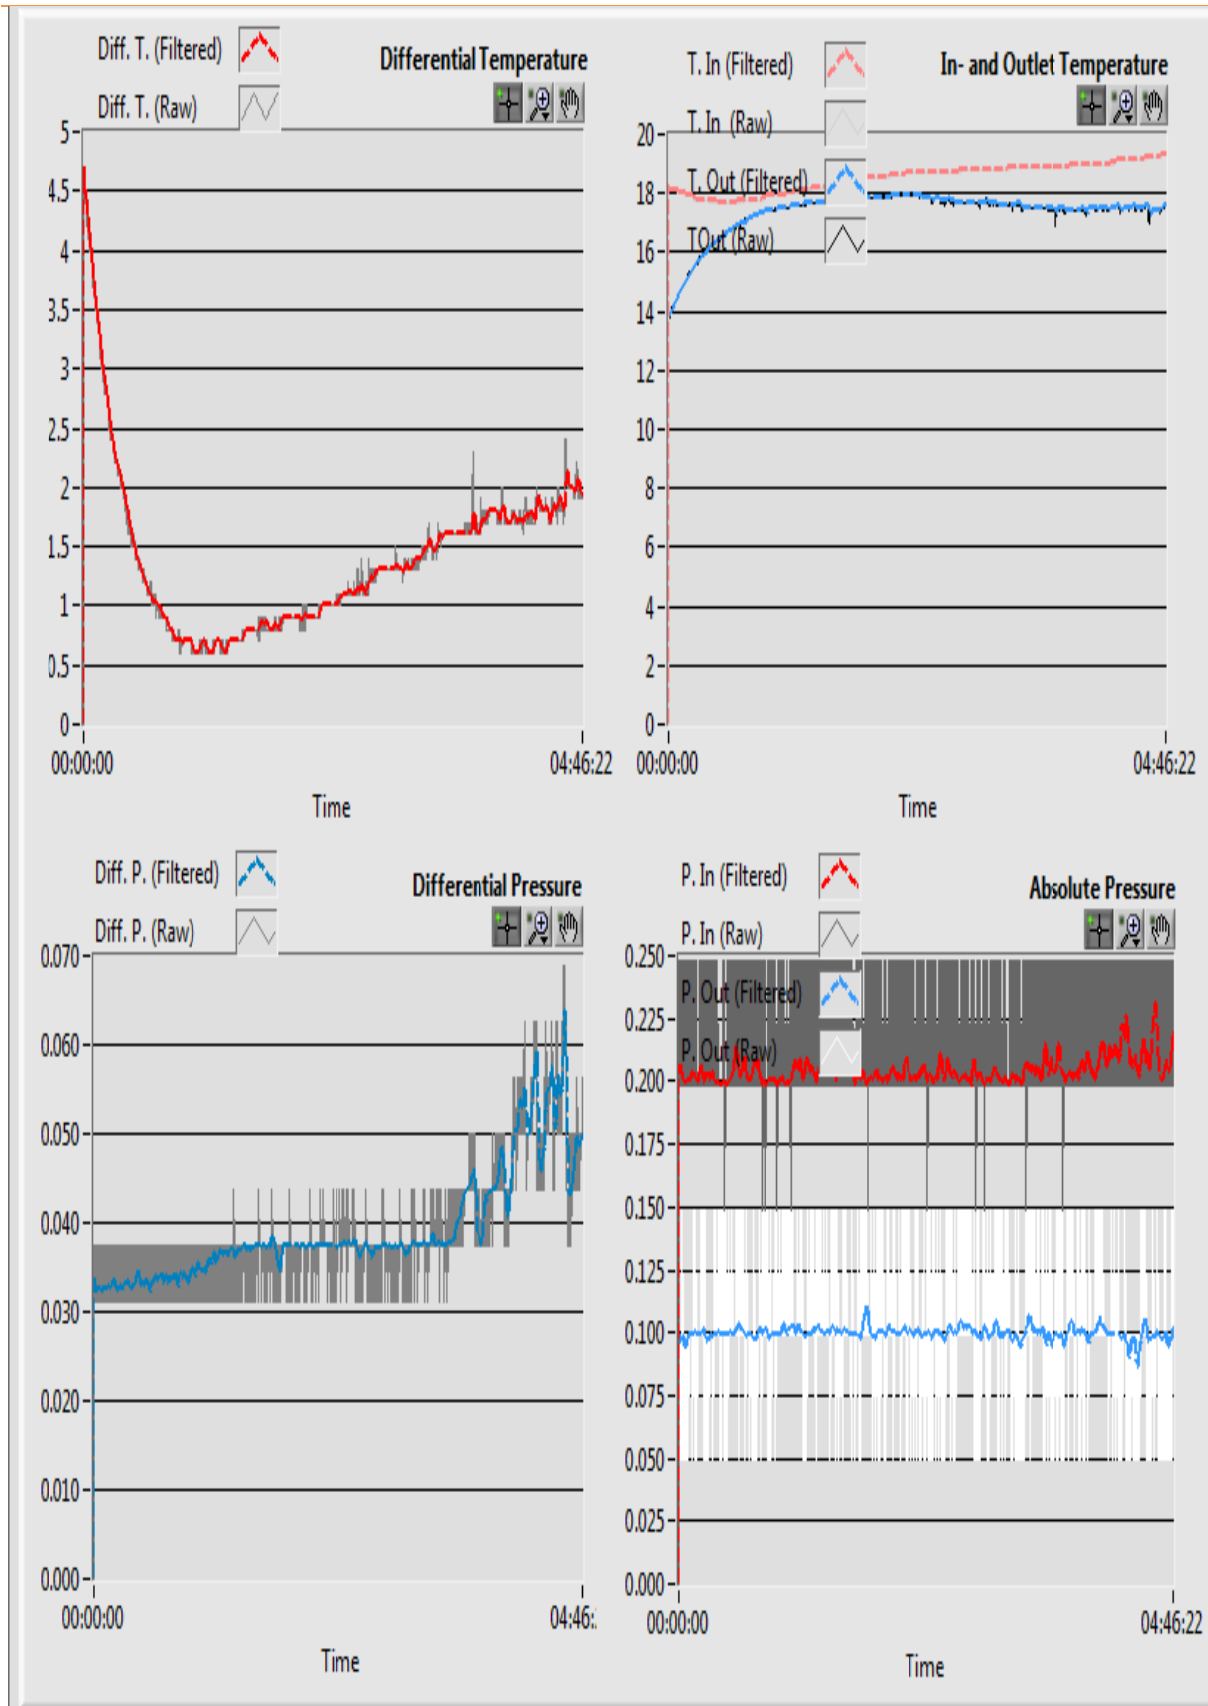 Diff. T. (Filtered)
Differential Temperature
Diff. T. (Raw)
5
4.5
4
3.5
3
2.5
2
1.5
1
0.5
0
00:00:00
04:46:22
Time
T. In (Filtered)
In- and Outlet Temperature
T. In (Raw)
T. Out (Filtered)
TOut (Raw)
20
18
16
14
12
10
8
6
4
2
0
00:00:00
04:46:22
Time
Diff. P. (Filtered)
Differential Pressure
Diff. P. (Raw)
0.070
0.060
0.050
0.040
0.030
0.020
0.010
0.000
00:00:00
04:46:
Time
P. In (Filtered)
Absolute Pressure
P. In (Raw)
P. Out (Filtered)
P. Out (Raw)
0.250
0.225
0.200
0.175
0.150
0.125
0.100
0.075
0.050
0.025
0.000
00:00:00
04:46:22
Time